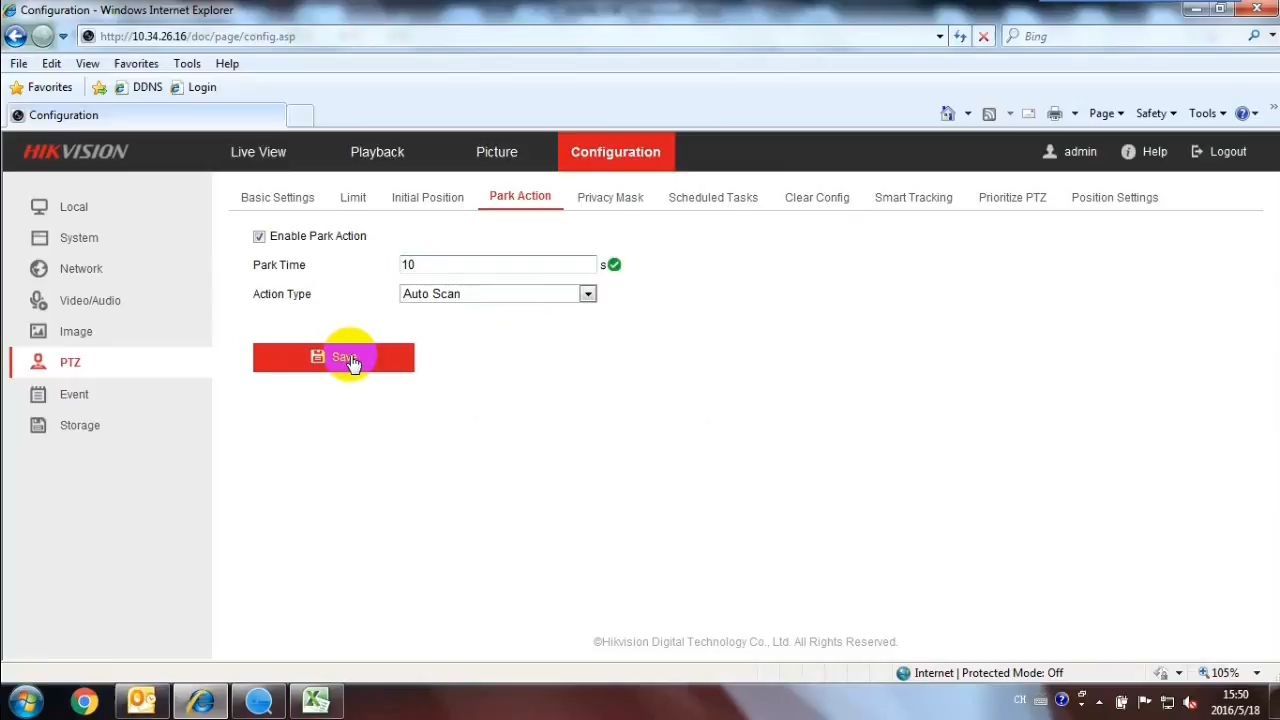 Configuration - Windows Internet Explorer
http://10.34.26.16/doc/page/config.asp
Bing
File Edit View Favorites Tools Help
Favorites DDNS Login
Configuration
Page Safety Tools
HIKVISION Live View Playback Picture Configuration admin Help Logout
Basic Settings Limit Initial Position Park Action Privacy Mask Scheduled Tasks Clear Config Smart Tracking Prioritize PTZ Position Settings
Local
System
Network
Video/Audio
Image
PTZ
Event
Storage
Enable Park Action
Park Time 10 s
Action Type Auto Scan
Save
©Hikvision Digital Technology Co., Ltd. All Rights Reserved.
Internet | Protected Mode: Off 105%
CH 15:50
2016/5/18